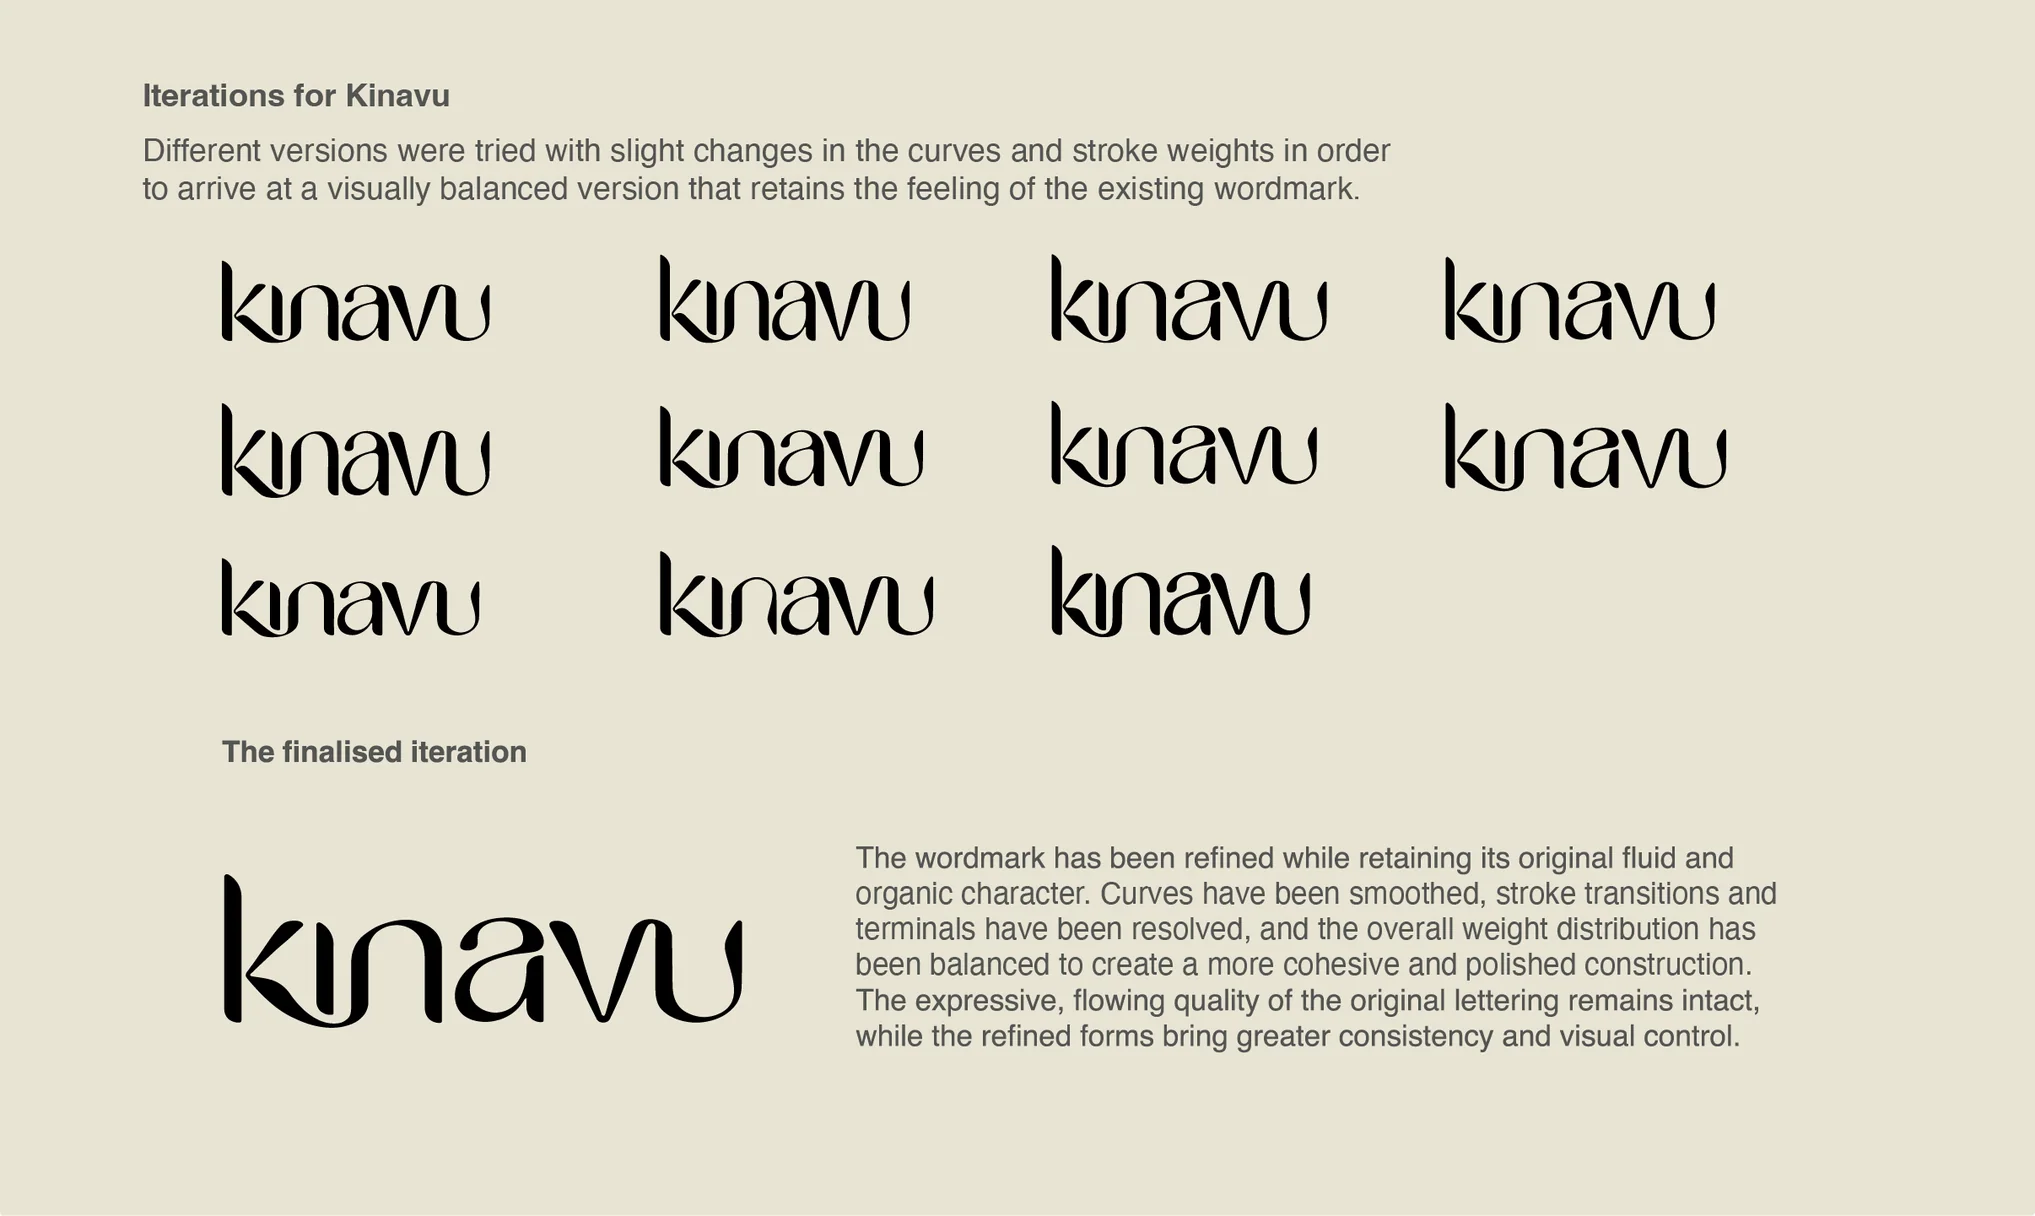 Iterations for Kinavu
Different versions were tried with slight changes in the curves and stroke weights in order
to arrive at a visually balanced version that retains the feeling of the existing wordmark.
kinavu kinavu kinavu kinavu
kinavu kinavu kinavu kinavu
kinavu kinavu kinavu
The finalised iteration
kinavu
The wordmark has been refined while retaining its original fluid and
organic character. Curves have been smoothed, stroke transitions and
terminals have been resolved, and the overall weight distribution has
been balanced to create a more cohesive and polished construction.
The expressive, flowing quality of the original lettering remains intact,
while the refined forms bring greater consistency and visual control.